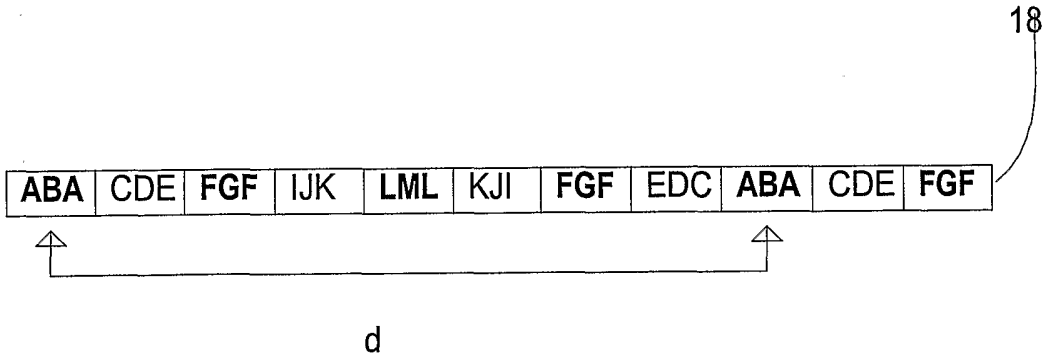 18
ABA CDE FGF IJK LML KJI FGF EDC ABA CDE FGF
d